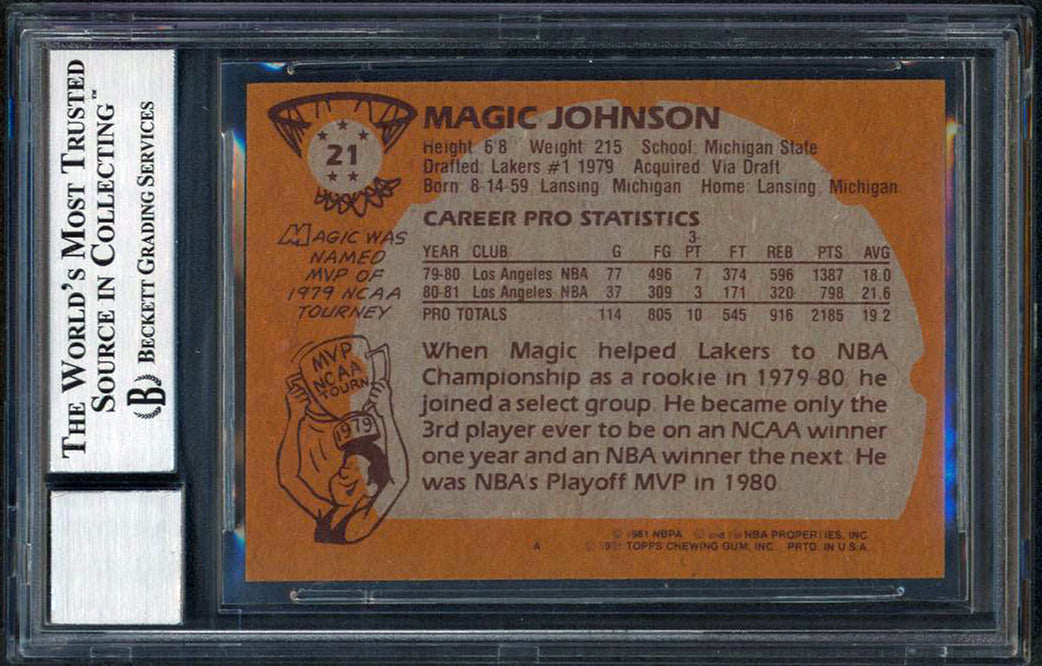 THE WORLD'S MOST TRUSTED
SOURCE IN COLLECTING™
B BECKETT GRADING SERVICES
21
MAGIC JOHNSON
Height 6'8 Weight 215 School Michigan State
Drafted Lakers #1 1979 Acquired Via Draft
Born 8-14-59, Lansing, Michigan Home Lansing, Michigan
MAGIC WAS
NAMED
MVP OF
1979 NCAA
TOURNEY
MVP
NCAA
TOURN
1979
CAREER PRO STATISTICS
YEAR CLUB G FG 3-PT FT REB PTS AVG
79-80 Los Angeles NBA 77 496 7 374 596 1387 18.0
80-81 Los Angeles NBA 37 309 3 171 320 798 21.6
PRO TOTALS 114 805 10 545 916 2185 19.2
When Magic helped Lakers to NBA
Championship as a rookie in 1979-80, he
joined a select group. He became only the
3rd player ever to be on an NCAA winner
one year and an NBA winner the next. He
was NBA's Playoff MVP in 1980.
© 1981 NBPA © and TM NBA PROPERTIES, INC.
A © 1981 TOPPS CHEWING GUM, INC. PRTD. IN U.S.A.